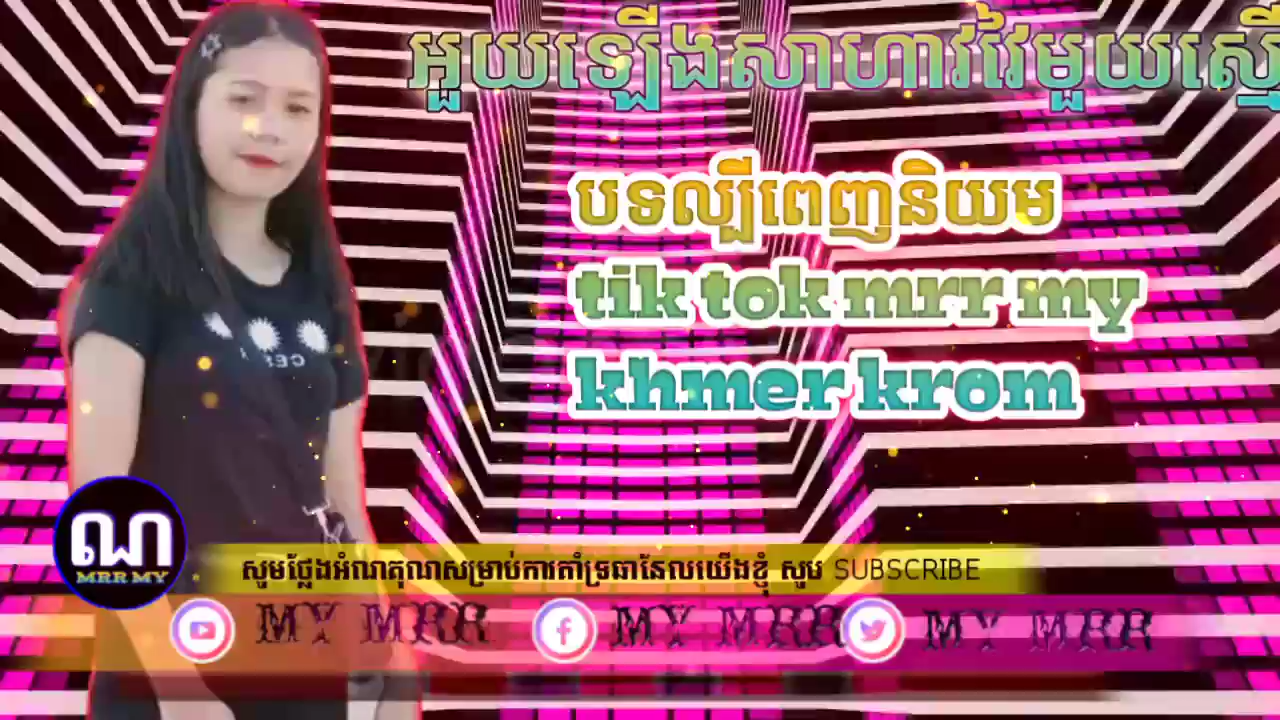 អួយឡើងសាហាវវៃមួយស្មើ
បទល្បីពេញនិយម
tik tok mrr my
khmer krom
ណ
MRR MY
សូមថ្លែងអំណរគុណសម្រាប់ការគាំទ្រឆានែលយើងខ្ញុំ សូម SUBSCRIBE
MY MRR
MY MRR
MY MRR